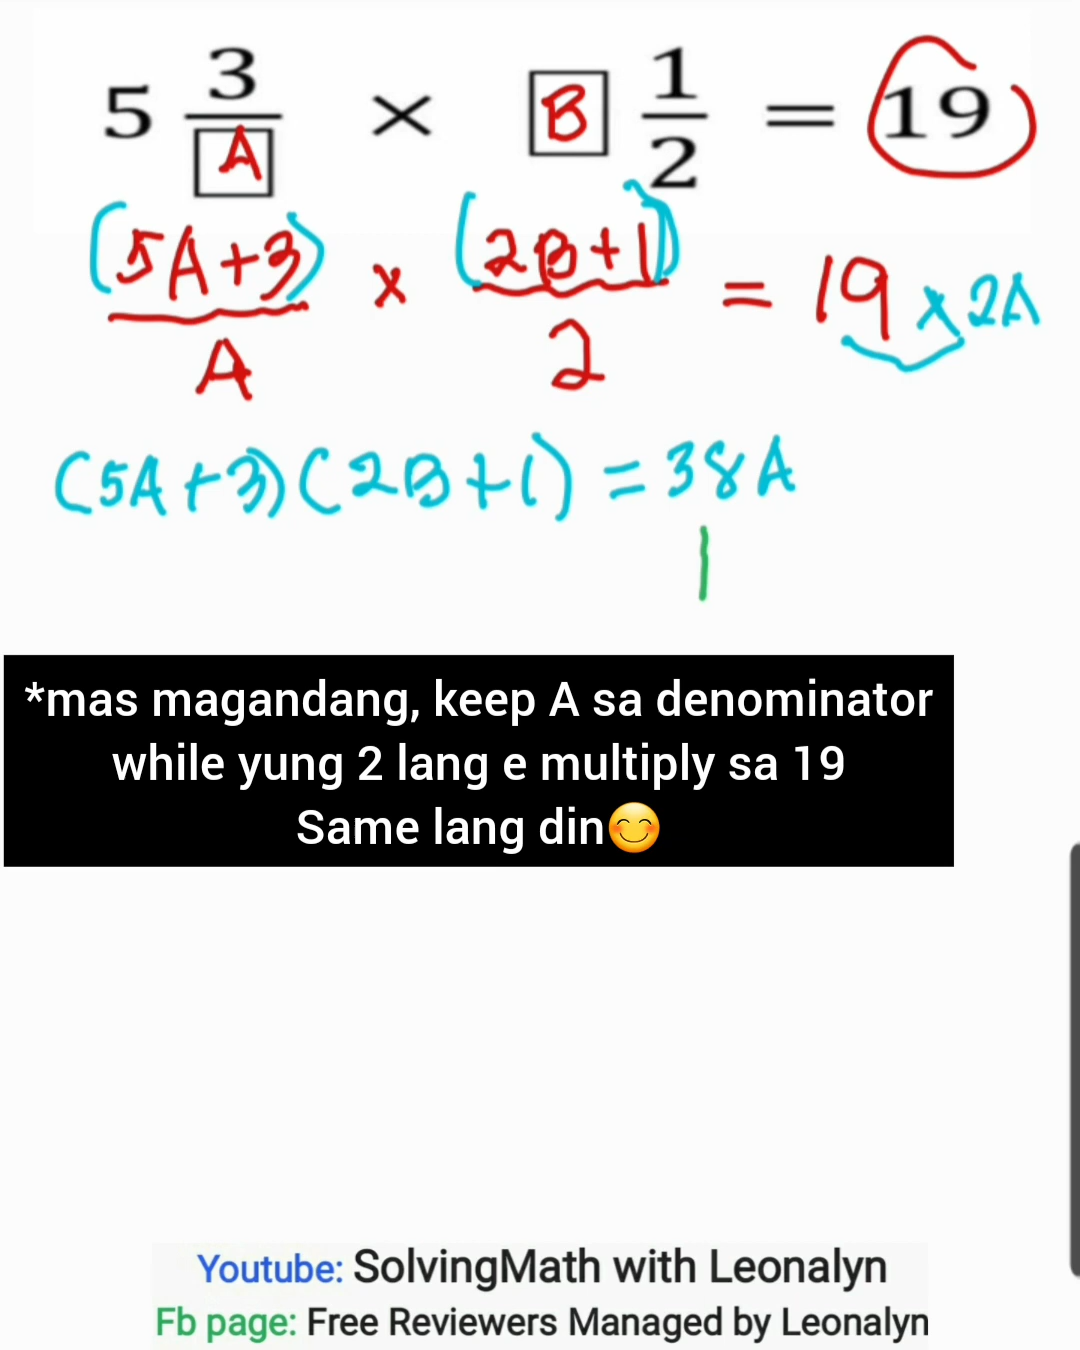 5 3/A × B 1/2 = 19
(5A+3)/A × (2B+1)/2 = 19 x 2A
(5A+3)(2B+1) = 38A
|
*mas magandang, keep A sa denominator
while yung 2 lang e multiply sa 19
Same lang din😊
Youtube: SolvingMath with Leonalyn
Fb page: Free Reviewers Managed by Leonalyn